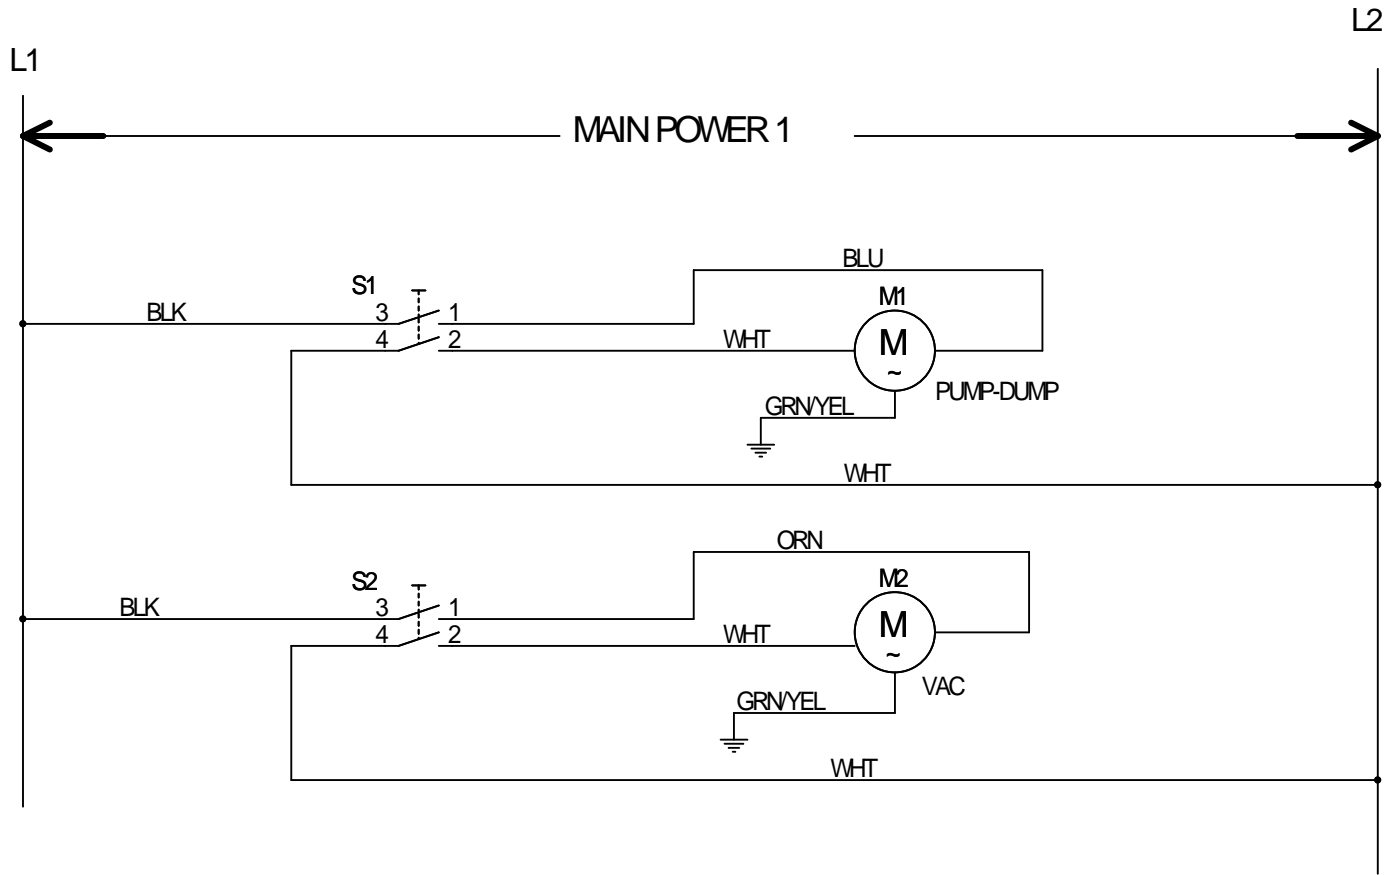 L2
L1
MAIN POWER 1
BLU
S1
M1
BLK
3
1
4
2
WHT
M
~
PUMP-DUMP
GRN/YEL
WHT
ORN
S2
M2
BLK
3
1
4
2
WHT
M
~
VAC
GRN/YEL
WHT